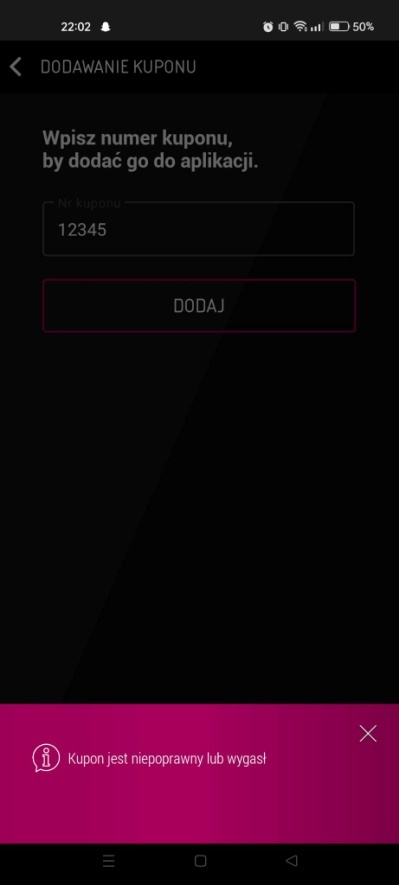 22:02
50%
DODAWANIE KUPONU
Wpisz numer kuponu,
by dodać go do aplikacji.
Nr kuponu
12345
DODAJ
Kupon jest niepoprawny lub wygasł